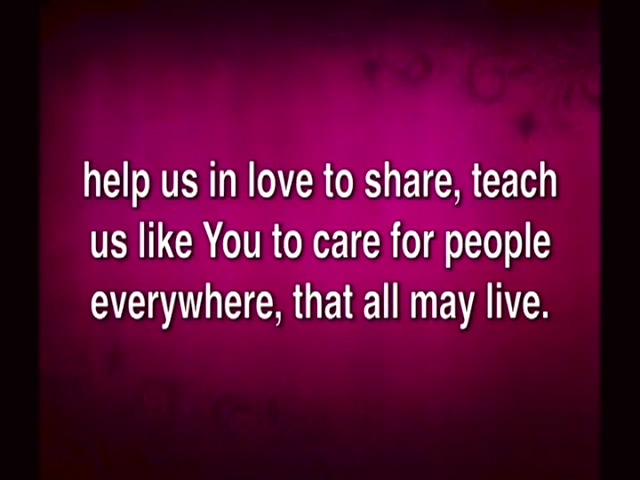 help us in love to share, teach
us like You to care for people
everywhere, that all may live.